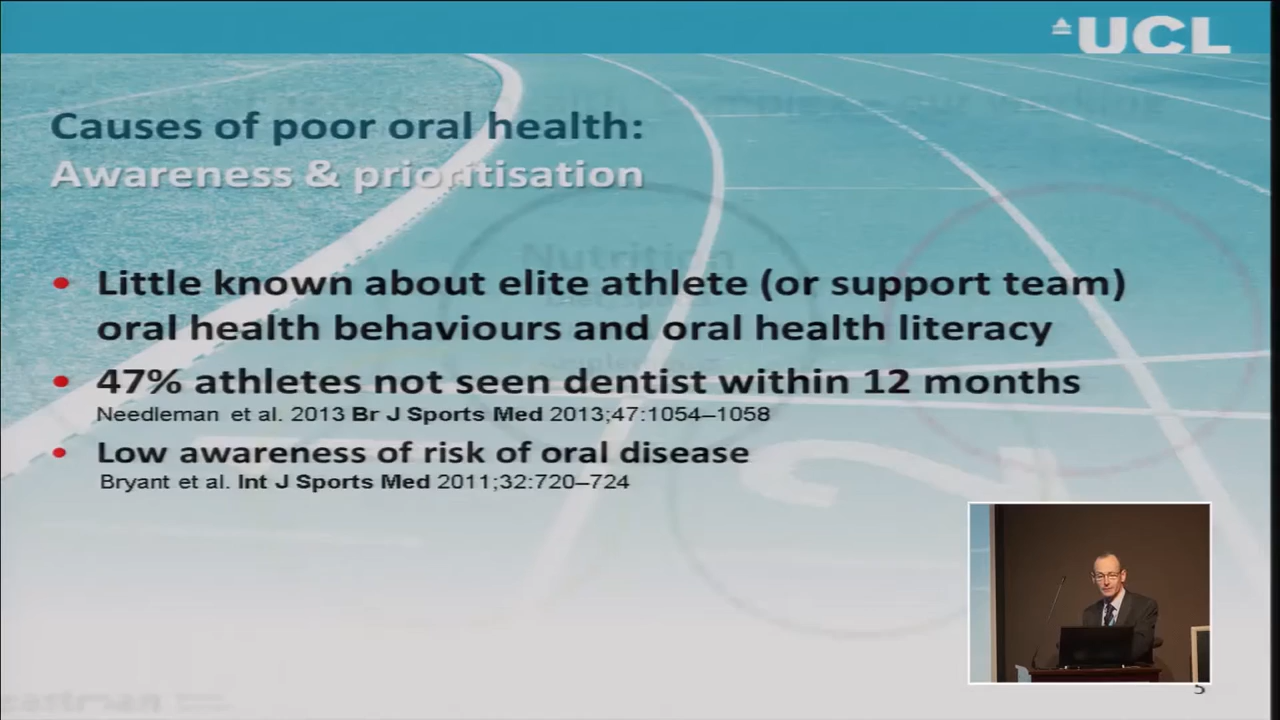 UCL
Causes of poor oral health:
Awareness & prioritisation
• Little known about elite athlete (or support team)
oral health behaviours and oral health literacy
• 47% athletes not seen dentist within 12 months
Needleman et al. 2013 Br J Sports Med 2013;47:1054–1058
• Low awareness of risk of oral disease
Bryant et al. Int J Sports Med 2011;32:720–724
Nutrition
eastman
5